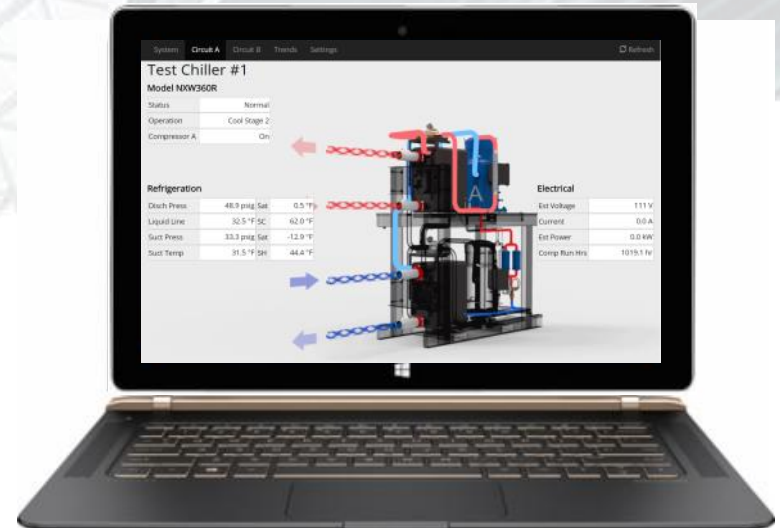 System Circuit A Circuit B Trends Settings Refresh
Test Chiller #1
Model NXW360R
Status Normal
Operation Cool Stage 2
Compressor A On
A
Refrigeration
Disch Press 48.9 psig Sat 0.5 °F
Liquid Line 32.5 °F SC 62.0 °F
Suct Press 33.3 psig Sat -12.9 °F
Suct Temp 31.5 °F SH 44.4 °F
Electrical
Est Voltage 111 V
Current 0.0 A
Est Power 0.0 kW
Comp Run Hrs 1019.1 hr